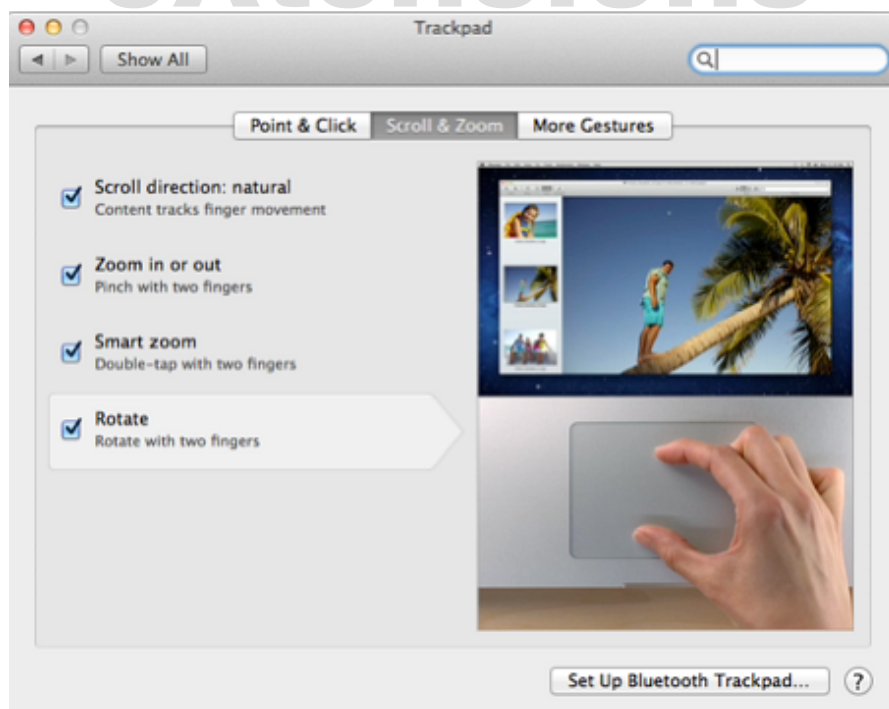 Trackpad
Show All
Point & Click Scroll & Zoom More Gestures
Scroll direction: natural
Content tracks finger movement
Zoom in or out
Pinch with two fingers
Smart zoom
Double-tap with two fingers
Rotate
Rotate with two fingers
Set Up Bluetooth Trackpad... ?